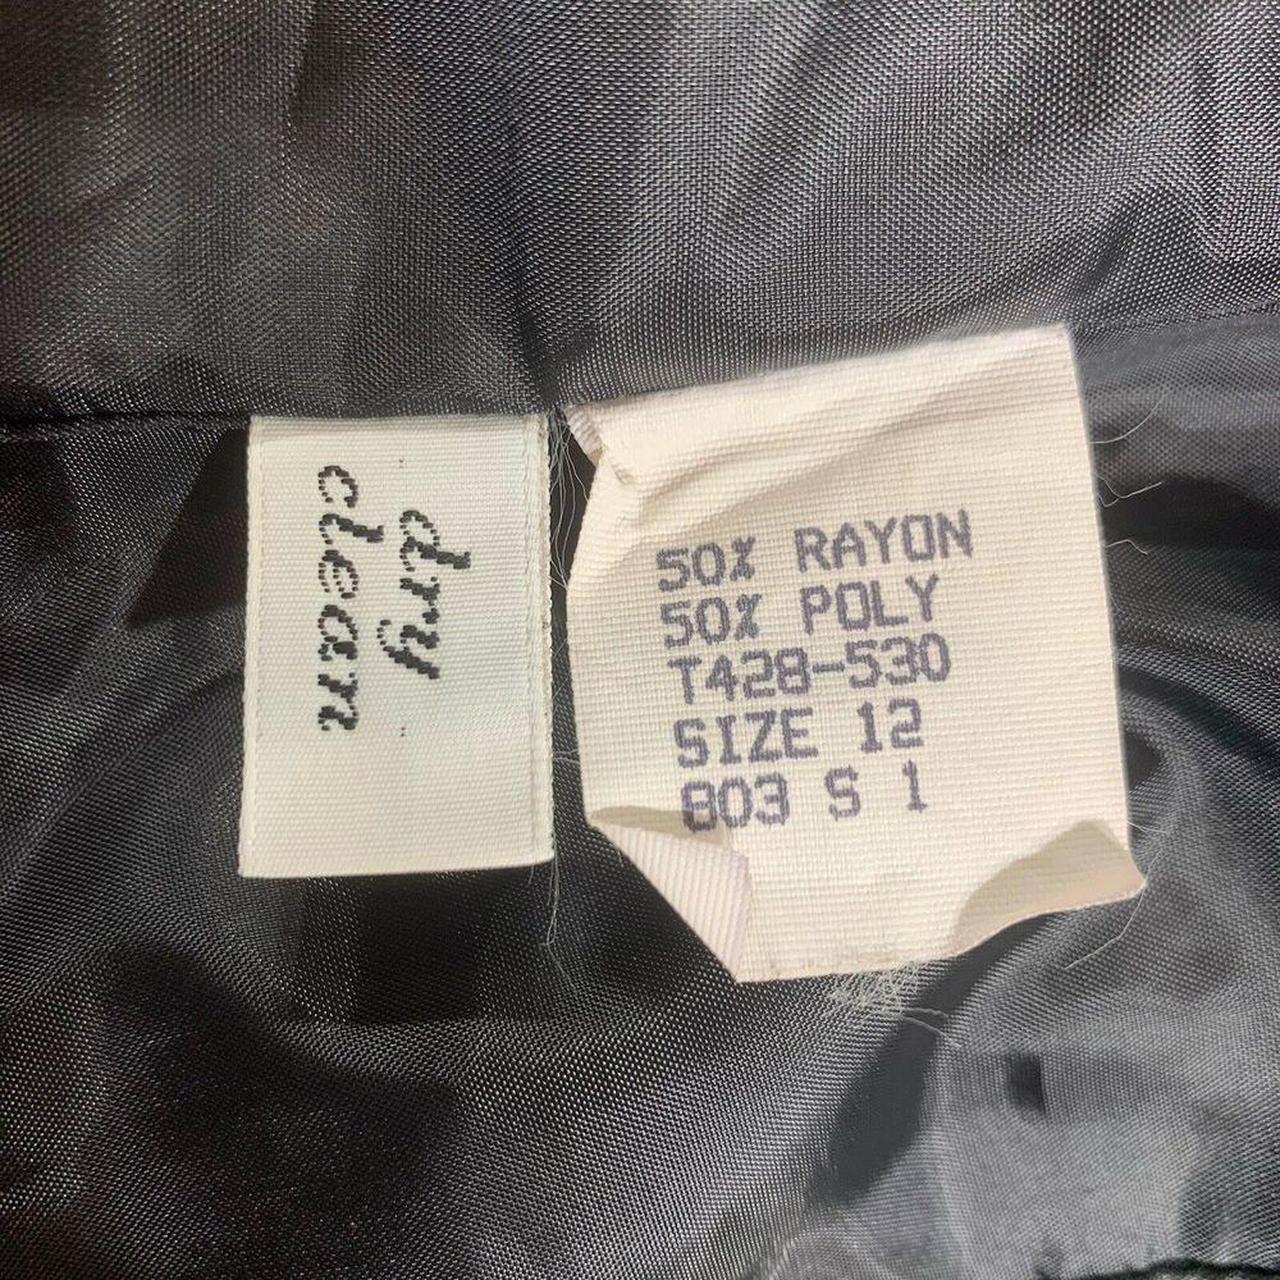 dry
clean
50% RAYON
50% POLY
T428-530
SIZE 12
803 S 1